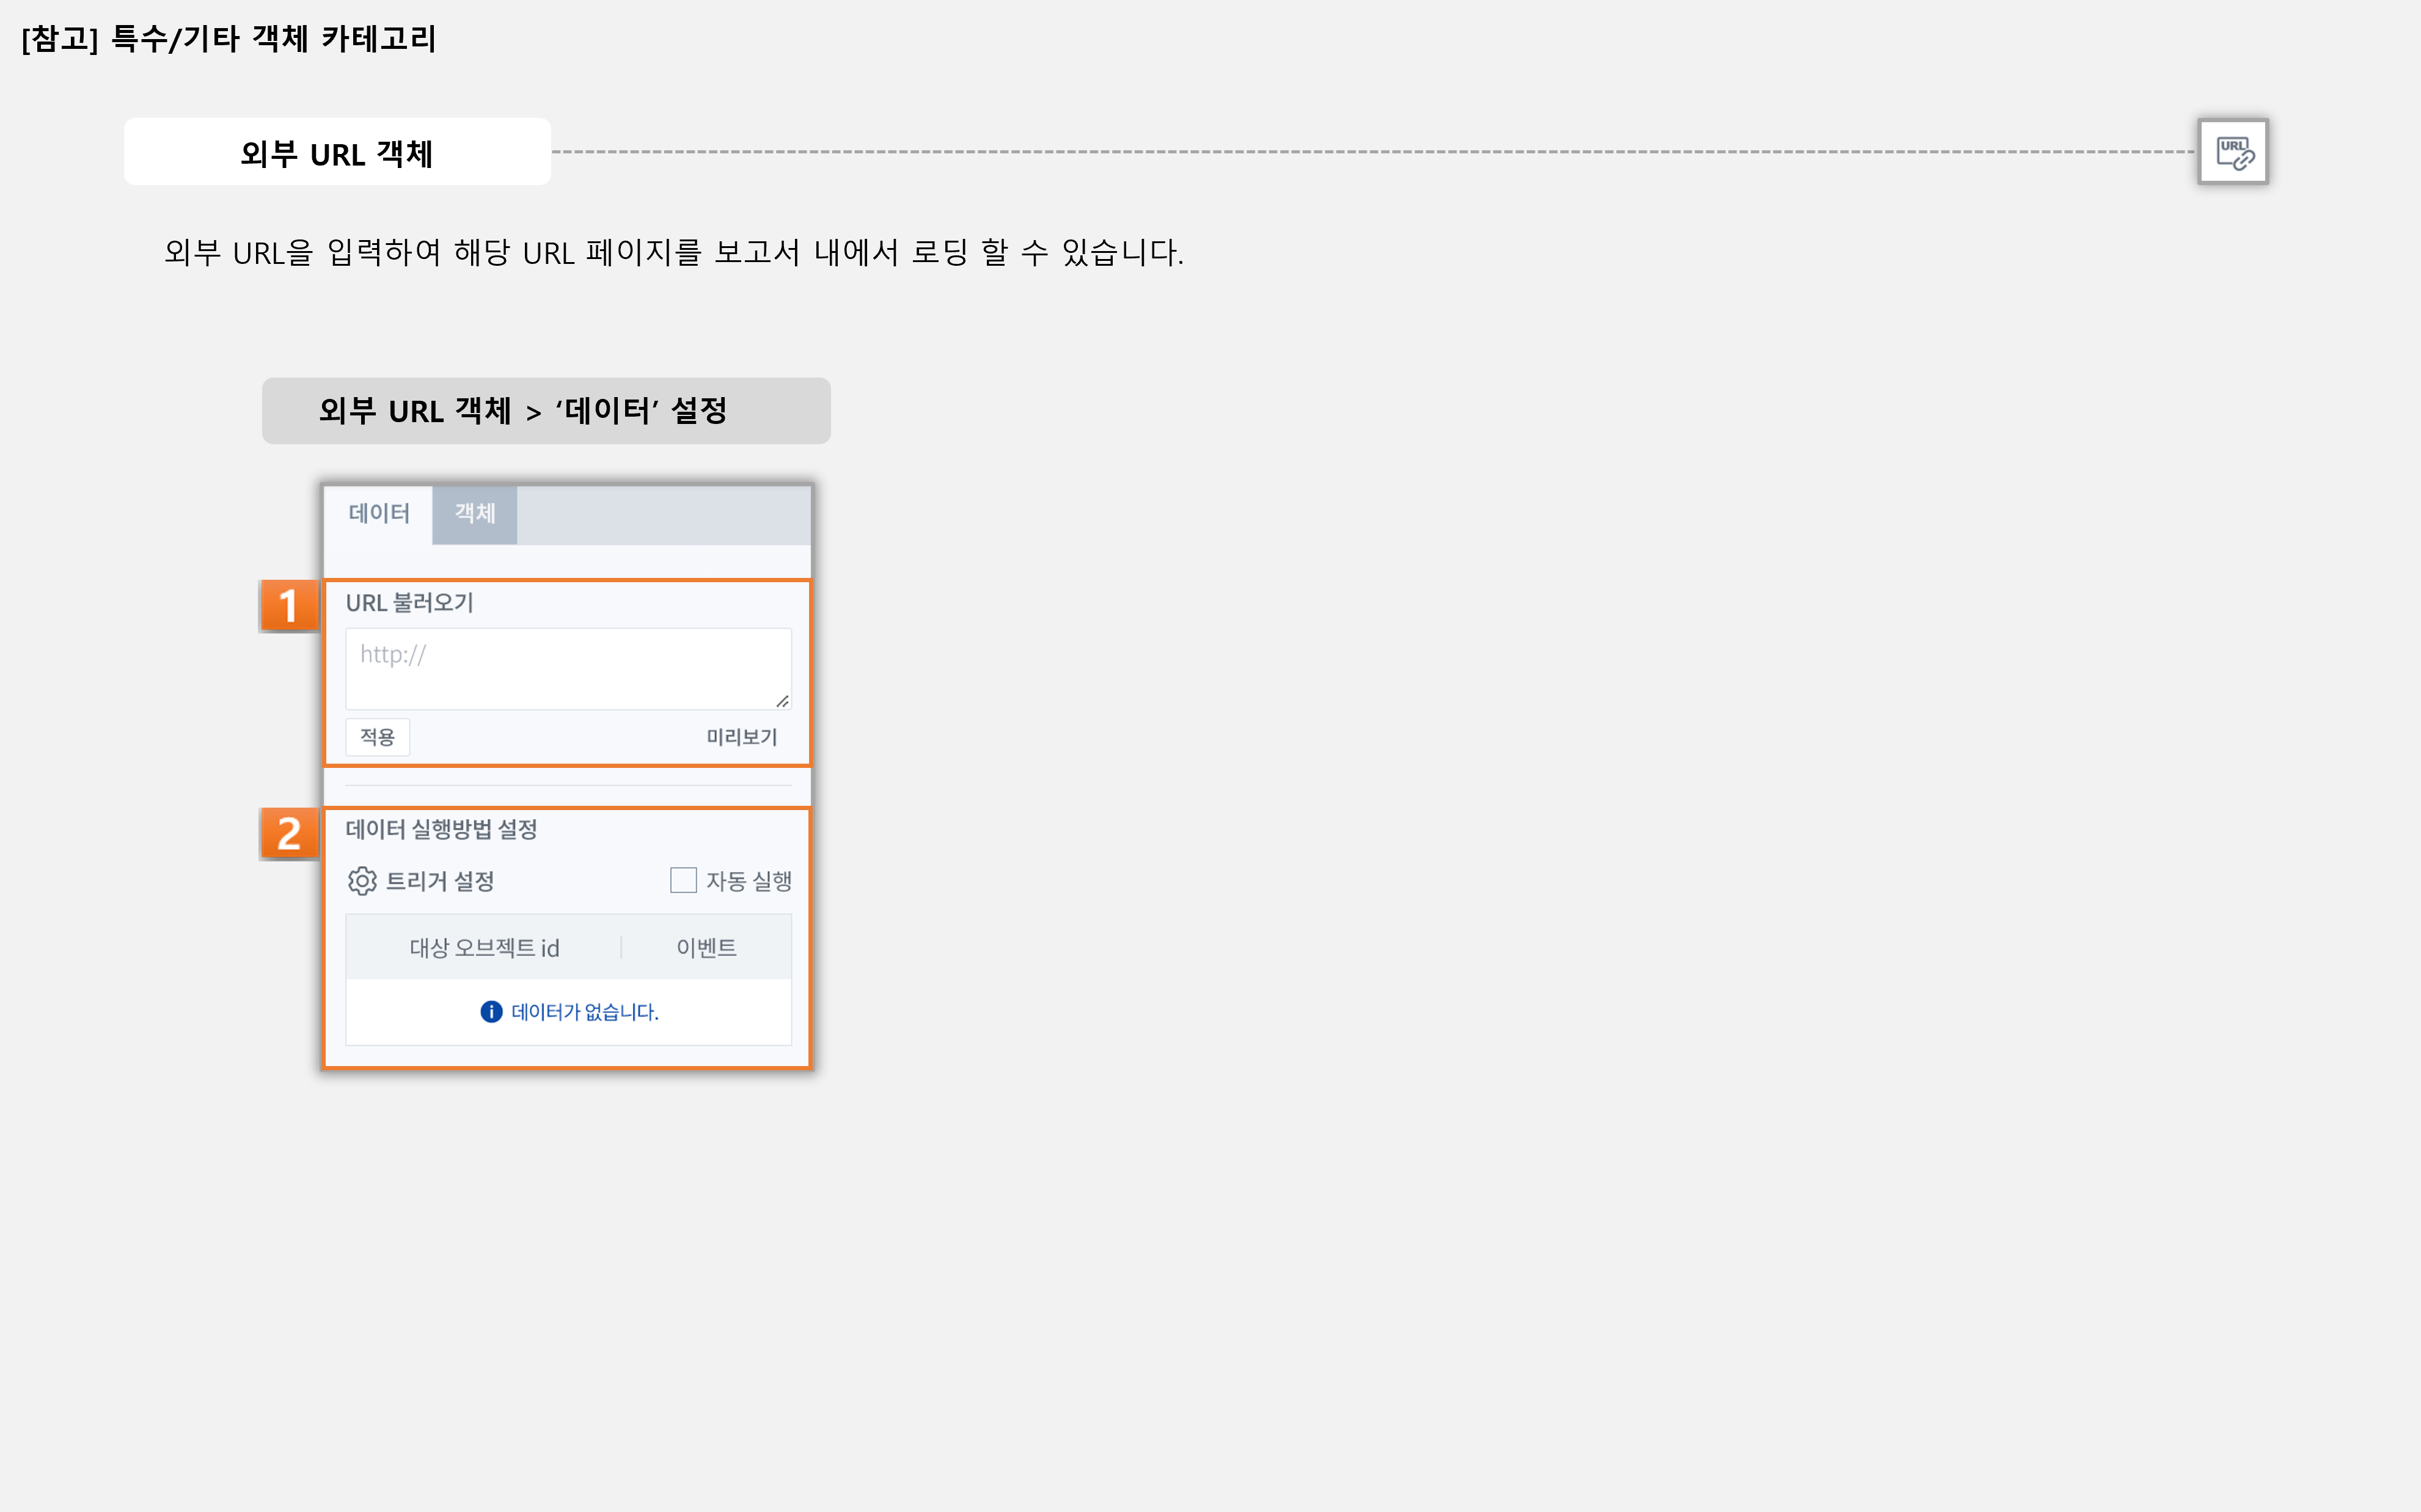 [참고] 특수/기타 객체 카테고리
외부 URL 객체
URL
외부 URL을 입력하여 해당 URL 페이지를 보고서 내에서 로딩 할 수 있습니다.
외부 URL 객체 > ‘데이터’ 설정
데이터 객체
1
URL 불러오기
http://
적용 미리보기
2
데이터 실행방법 설정
트리거 설정 자동 실행
대상 오브젝트 id 이벤트
데이터가 없습니다.